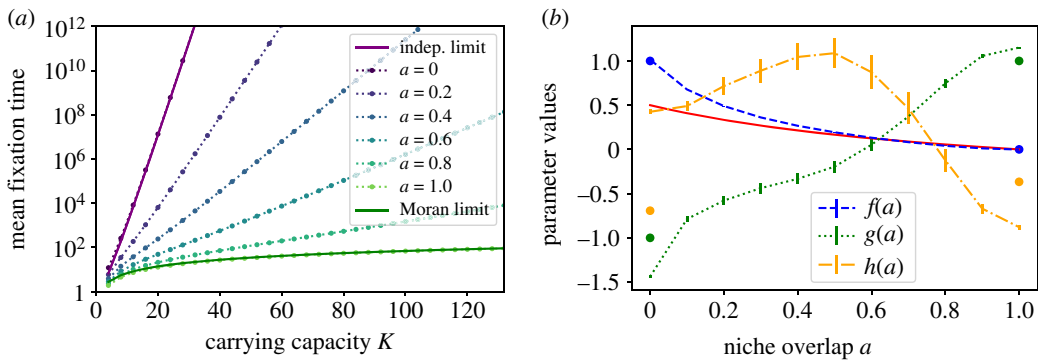 (a)
mean fixation time
10^12
10^10
10^8
10^6
10^4
10^2
1
0 20 40 60 80 100 120
carrying capacity K
indep. limit
a = 0
a = 0.2
a = 0.4
a = 0.6
a = 0.8
a = 1.0
Moran limit
(b)
parameter values
1.0
0.5
0
−0.5
−1.0
−1.5
0 0.2 0.4 0.6 0.8 1.0
niche overlap a
f(a)
g(a)
h(a)